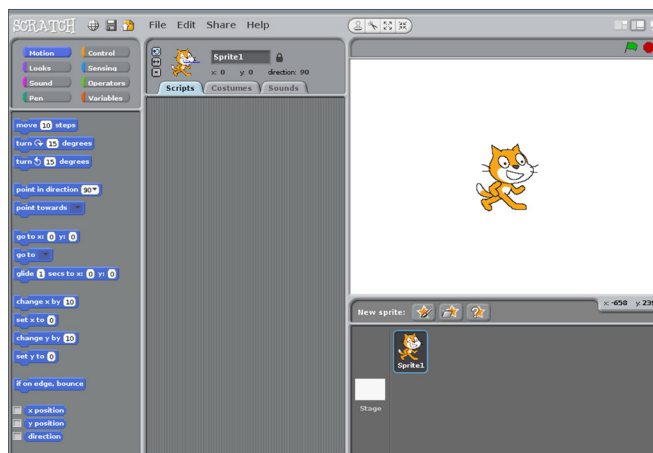 SCRATCH File Edit Share Help
Motion Control
Looks Sensing
Sound Operators
Pen Variables
Sprite1
x: 0 y: 0 direction: 90
Scripts Costumes Sounds
move 10 steps
turn 15 degrees
turn 15 degrees
point in direction 90
point towards
go to x: 0 y: 0
go to
glide 1 secs to x: 0 y: 0
change x by 10
set x to 0
change y by 10
set y to 0
if on edge, bounce
x position
y position
direction
x: -658 y: 239
New sprite:
Sprite1
Stage